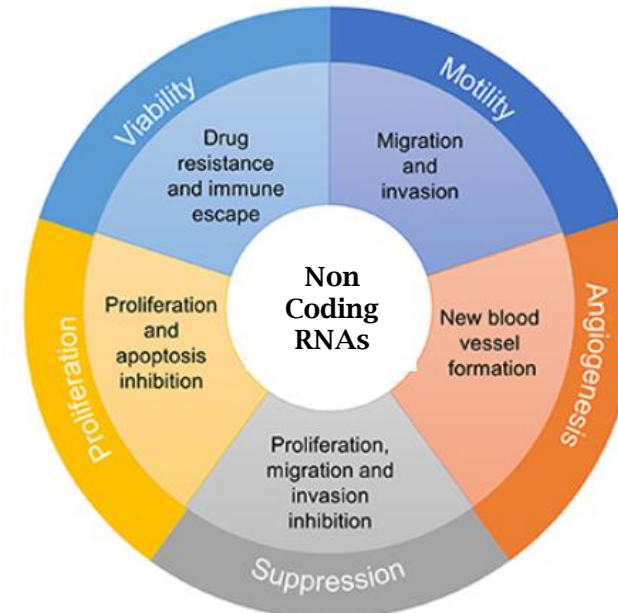 Viability
Motility
Drug
resistance
and immune
escape
Migration
and
invasion
Non
Coding
RNAs
Proliferation
Proliferation
and
apoptosis
inhibition
New blood
vessel
formation
Angiogenesis
Proliferation,
migration and
invasion
inhibition
Suppression